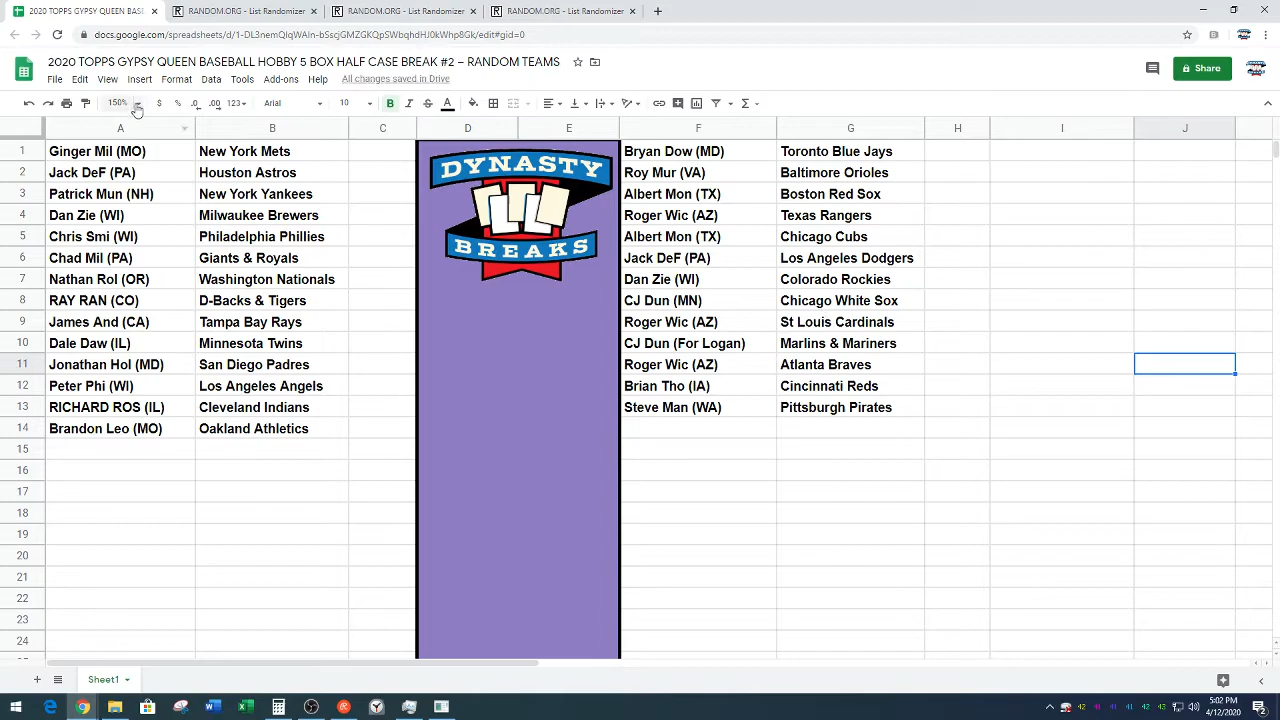 2020 TOPPS GYPSY QUEEN BASE
RANDOM.ORG - List Randomizer
RANDOM.ORG - List Randomizer
RANDOM.ORG - List Randomizer
2020 TOPPS GYPSY QUEEN BASEBALL HOBBY 5 BOX HALF CASE BREAK #2 – RANDOM TEAMS
File Edit View Insert Format Data Tools Add-ons Help All changes saved in Drive
Share
150% $ % .0 .00 123 Arial 10 B I S A
A B C D E F G H I J
1 Ginger Mil (MO) New York Mets Bryan Dow (MD) Toronto Blue Jays
2 Jack DeF (PA) Houston Astros Roy Mur (VA) Baltimore Orioles
3 Patrick Mun (NH) New York Yankees Albert Mon (TX) Boston Red Sox
4 Dan Zie (WI) Milwaukee Brewers Roger Wic (AZ) Texas Rangers
5 Chris Smi (WI) Philadelphia Phillies Albert Mon (TX) Chicago Cubs
6 Chad Mil (PA) Giants & Royals Jack DeF (PA) Los Angeles Dodgers
7 Nathan Rol (OR) Washington Nationals Dan Zie (WI) Colorado Rockies
8 RAY RAN (CO) D-Backs & Tigers CJ Dun (MN) Chicago White Sox
9 James And (CA) Tampa Bay Rays Roger Wic (AZ) St Louis Cardinals
10 Dale Daw (IL) Minnesota Twins CJ Dun (For Logan) Marlins & Mariners
11 Jonathan Hol (MD) San Diego Padres Roger Wic (AZ) Atlanta Braves
12 Peter Phi (WI) Los Angeles Angels Brian Tho (IA) Cincinnati Reds
13 RICHARD ROS (IL) Cleveland Indians Steve Man (WA) Pittsburgh Pirates
14 Brandon Leo (MO) Oakland Athletics
15
16
17
18
19
20
21
22
23
24
DYNASTY
BREAKS
Sheet1
5:02 PM
4/12/2020